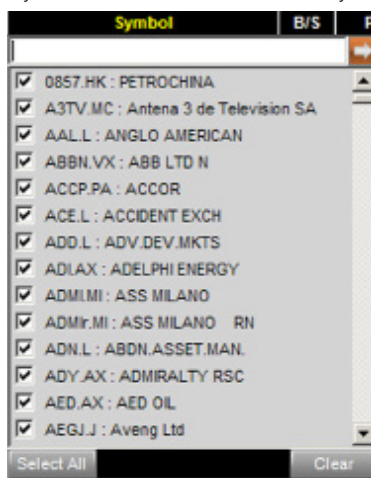 Symbol B/S
0857.HK : PETROCHINA
A3TV.MC : Antena 3 de Television SA
AAL.L : ANGLO AMERICAN
ABBN.VX : ABB LTD N
ACCP.PA : ACCOR
ACE.L : ACCIDENT EXCH
ADD.L : ADV.DEV.MKTS
ADI.AX : ADELPHI ENERGY
ADMI.MI : ASS MILANO
ADMIr.MI : ASS MILANO RN
ADN.L : ABDN.ASSET.MAN.
ADY.AX : ADMIRALTY RSC
AED.AX : AED OIL
AEGJ.J : Aveng Ltd
Select All Clear